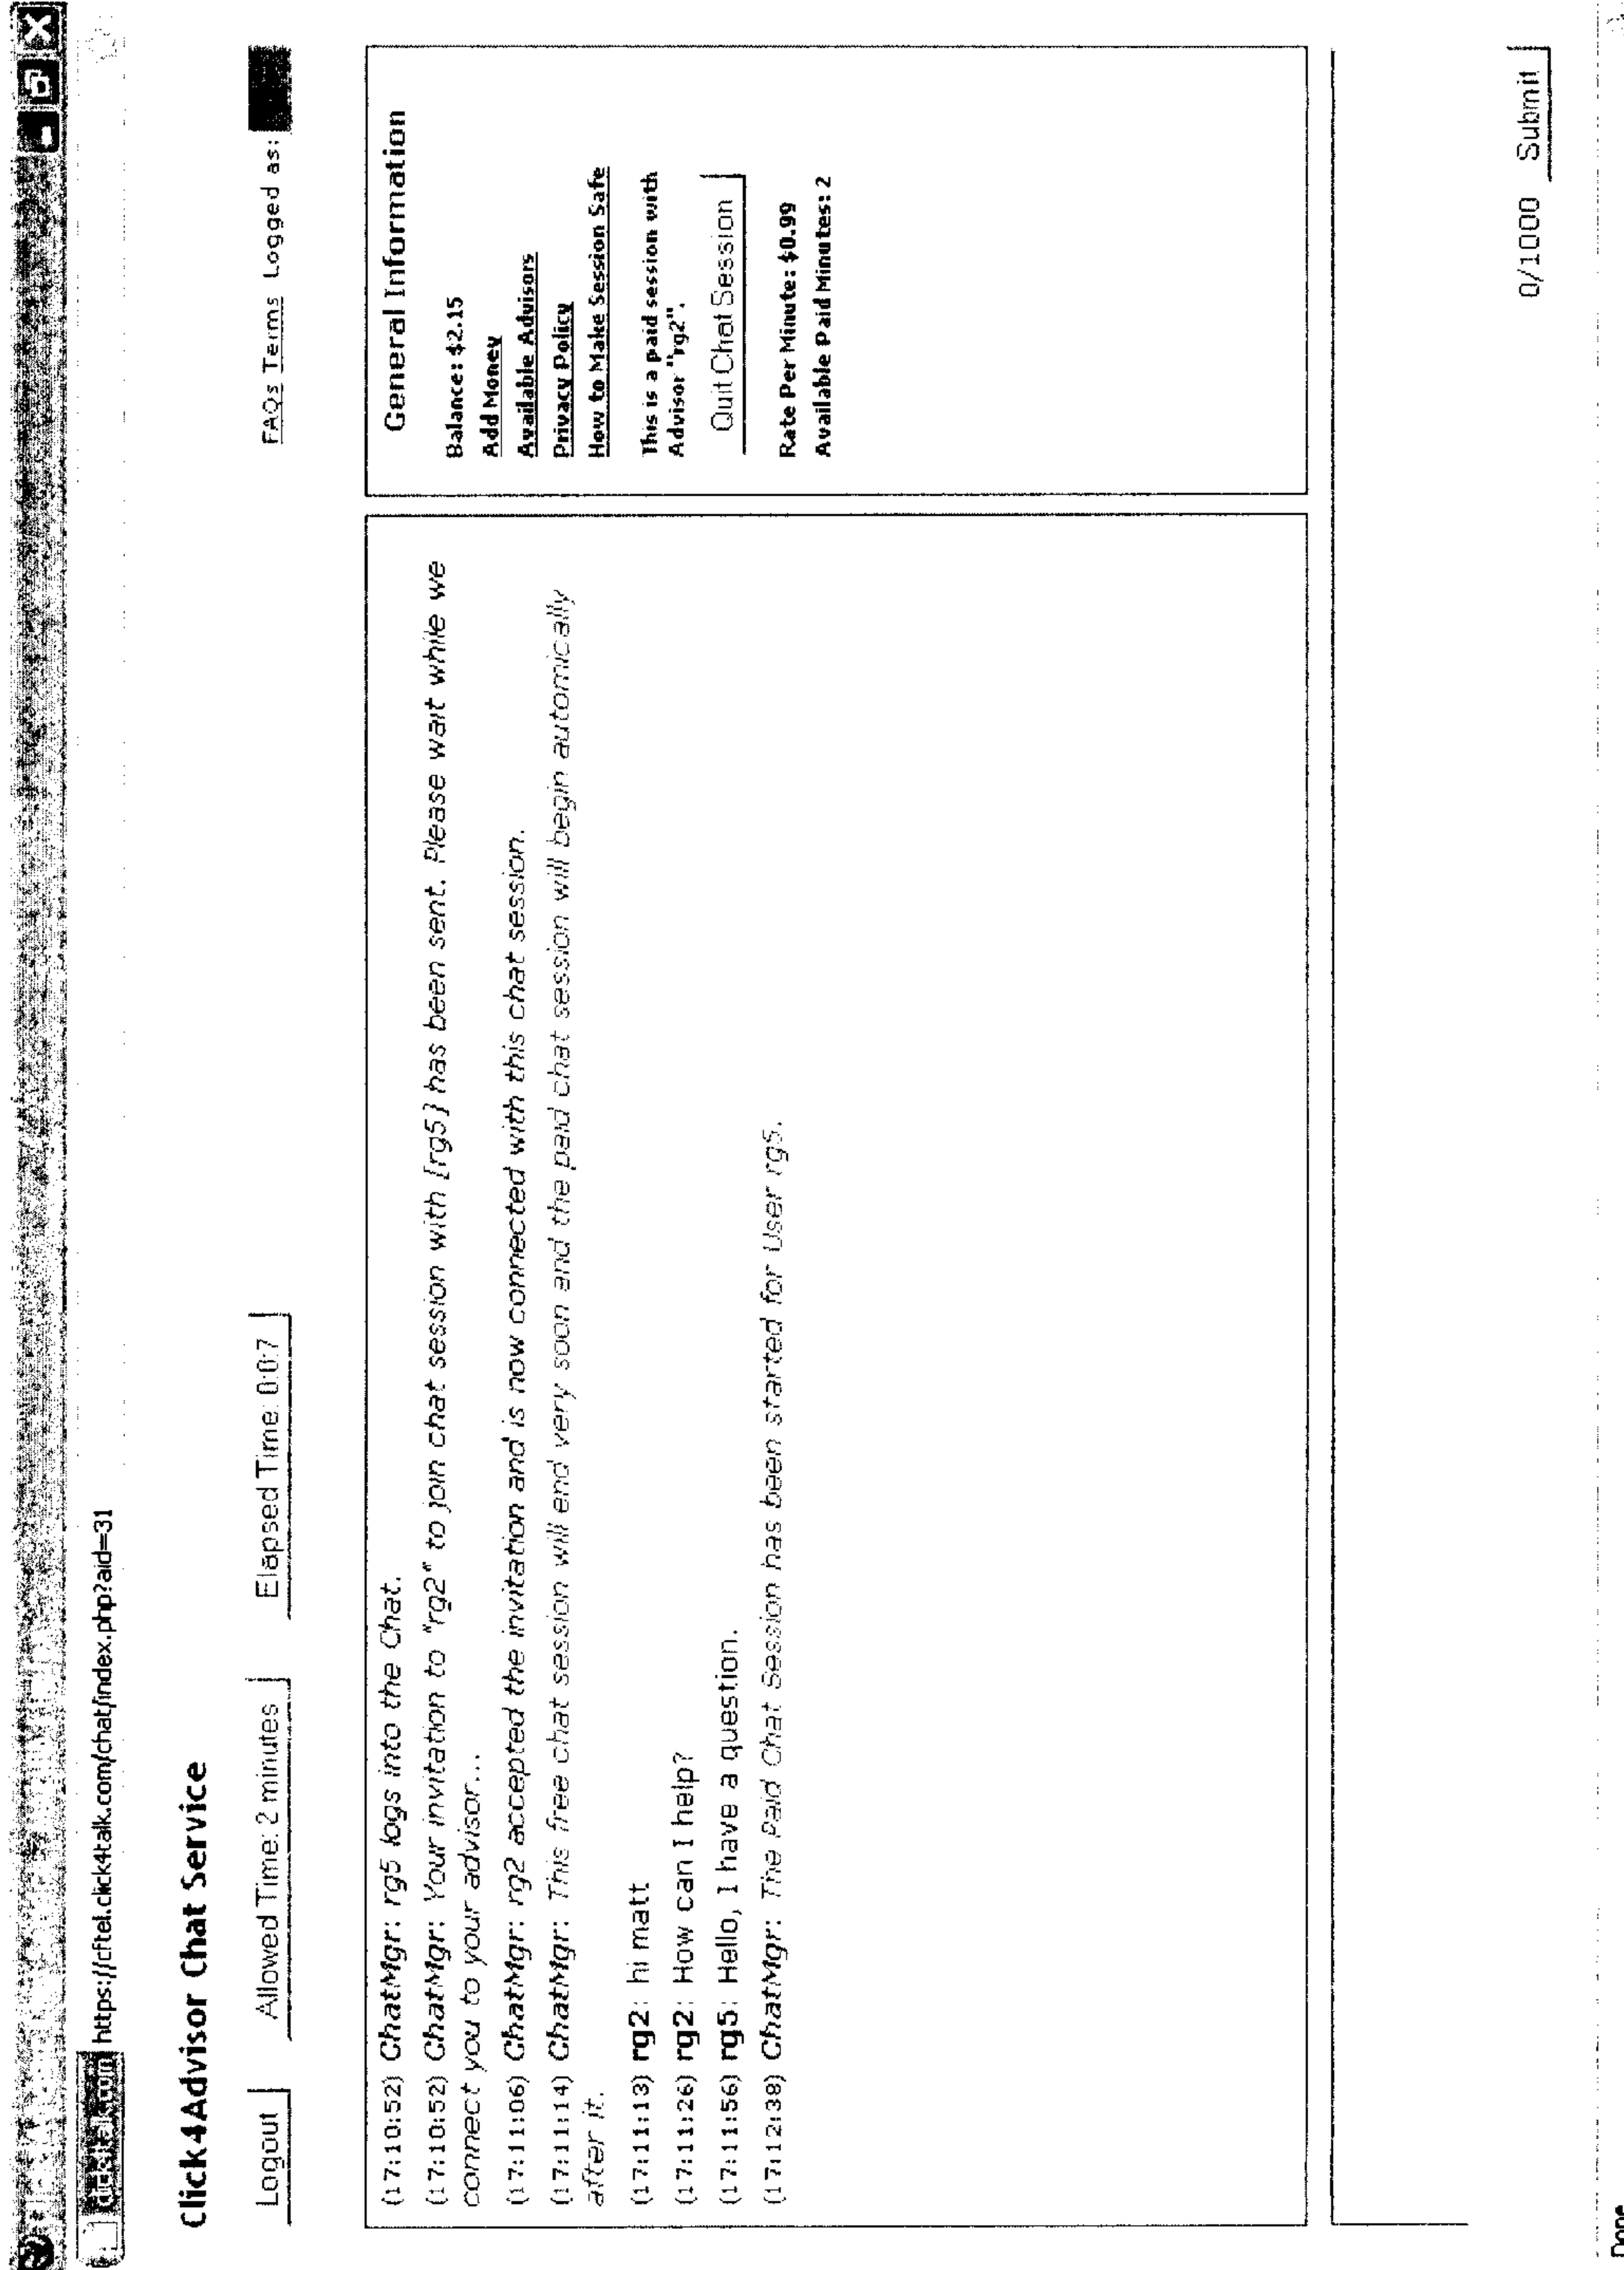 click4talk.com https://cftel.click4talk.com/chat/index.php?aid=31
Click4Advisor Chat Service
Logout Allowed Time: 2 minutes Elapsed Time: 0:0:7 FAQs Terms Logged as:
(17:10:52) ChatMgr: rg5 logs into the Chat.
(17:10:52) ChatMgr: Your invitation to "rg2" to join chat session with [rg5] has been sent. Please wait while we
connect you to your advisor...
(17:11:06) ChatMgr: rg2 accepted the invitation and is now connected with this chat session.
(17:11:14) ChatMgr: This free chat session will end very soon and the paid chat session will begin automically
after it.
(17:11:13) rg2: hi matt
(17:11:26) rg2: How can I help?
(17:11:56) rg5: Hello, I have a question.
(17:12:38) ChatMgr: The Paid Chat Session has been started for User rg5.
General Information
Balance: $2.15
Add Money
Available Advisors
Privacy Policy
How to Make Session Safe
This is a paid session with
Advisor "rg2".
Quit Chat Session
Rate Per Minute: $0.99
Available Paid Minutes: 2
0/1000 Submit
Done